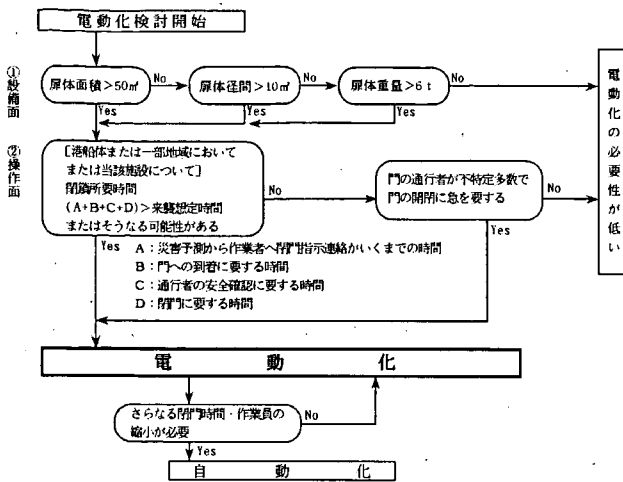 電動化検討開始
①設備面
扉体面積>50㎡
No
扉体径間>10㎡
No
扉体重量>6t
No
Yes
Yes
Yes
電動化の必要性が低い
②操作面
[港船体または一部地域において
または当該施設について]
閉鎖所要時間
(A+B+C+D)>来襲想定時間
またはそうなる可能性がある
No
門の通行者が不特定多数で
門の開閉に急を要する
No
Yes
Yes
A：災害予測から作業者へ閉門指示連絡がいくまでの時間
B：門への到着に要する時間
C：通行者の安全確認に要する時間
D：閉門に要する時間
電動化
さらなる閉門時間・作業員の
縮小が必要
No
Yes
自動化